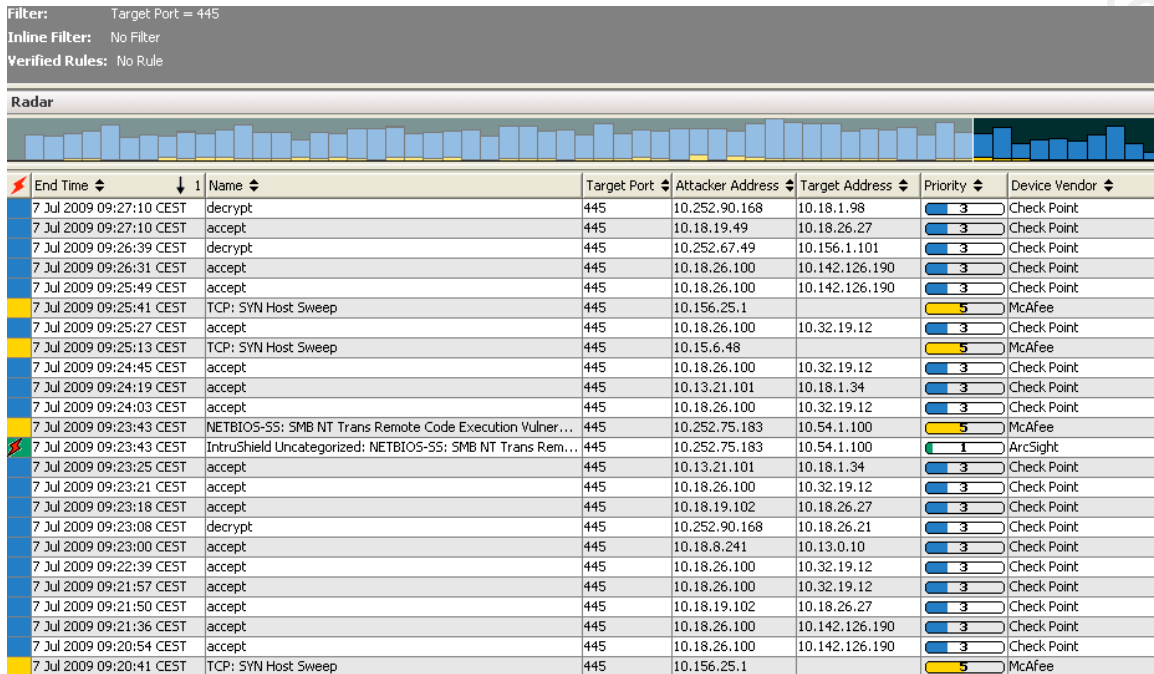 Filter: Target Port = 445
Inline Filter: No Filter
Verified Rules: No Rule
Radar
End Time 1 Name Target Port Attacker Address Target Address Priority Device Vendor
7 Jul 2009 09:27:10 CEST decrypt 445 10.252.90.168 10.18.1.98 3 Check Point
7 Jul 2009 09:27:10 CEST accept 445 10.18.19.49 10.18.26.27 3 Check Point
7 Jul 2009 09:26:39 CEST decrypt 445 10.252.67.49 10.156.1.101 3 Check Point
7 Jul 2009 09:26:31 CEST accept 445 10.18.26.100 10.142.126.190 3 Check Point
7 Jul 2009 09:25:49 CEST accept 445 10.18.26.100 10.142.126.190 3 Check Point
7 Jul 2009 09:25:41 CEST TCP: SYN Host Sweep 445 10.156.25.1 5 McAfee
7 Jul 2009 09:25:27 CEST accept 445 10.18.26.100 10.32.19.12 3 Check Point
7 Jul 2009 09:25:13 CEST TCP: SYN Host Sweep 445 10.15.6.48 5 McAfee
7 Jul 2009 09:24:45 CEST accept 445 10.18.26.100 10.32.19.12 3 Check Point
7 Jul 2009 09:24:19 CEST accept 445 10.13.21.101 10.18.1.34 3 Check Point
7 Jul 2009 09:24:03 CEST accept 445 10.18.26.100 10.32.19.12 3 Check Point
7 Jul 2009 09:23:43 CEST NETBIOS-SS: SMB NT Trans Remote Code Execution Vulner... 445 10.252.75.183 10.54.1.100 5 McAfee
7 Jul 2009 09:23:43 CEST IntruShield Uncategorized: NETBIOS-SS: SMB NT Trans Rem... 445 10.252.75.183 10.54.1.100 1 ArcSight
7 Jul 2009 09:23:25 CEST accept 445 10.13.21.101 10.18.1.34 3 Check Point
7 Jul 2009 09:23:21 CEST accept 445 10.18.26.100 10.32.19.12 3 Check Point
7 Jul 2009 09:23:18 CEST accept 445 10.18.19.102 10.18.26.27 3 Check Point
7 Jul 2009 09:23:08 CEST decrypt 445 10.252.90.168 10.18.26.21 3 Check Point
7 Jul 2009 09:23:00 CEST accept 445 10.18.8.241 10.13.0.10 3 Check Point
7 Jul 2009 09:22:39 CEST accept 445 10.18.26.100 10.32.19.12 3 Check Point
7 Jul 2009 09:21:57 CEST accept 445 10.18.26.100 10.32.19.12 3 Check Point
7 Jul 2009 09:21:50 CEST accept 445 10.18.19.102 10.18.26.27 3 Check Point
7 Jul 2009 09:21:36 CEST accept 445 10.18.26.100 10.142.126.190 3 Check Point
7 Jul 2009 09:20:54 CEST accept 445 10.18.26.100 10.142.126.190 3 Check Point
7 Jul 2009 09:20:41 CEST TCP: SYN Host Sweep 445 10.156.25.1 5 McAfee